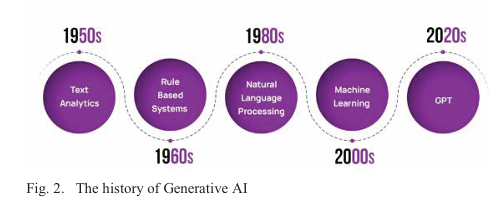 1950s
1980s
2020s
Text
Analytics
Rule
Based
Systems
Natural
Language
Processing
Machine
Learning
GPT
1960s
2000s
Fig. 2. The history of Generative AI